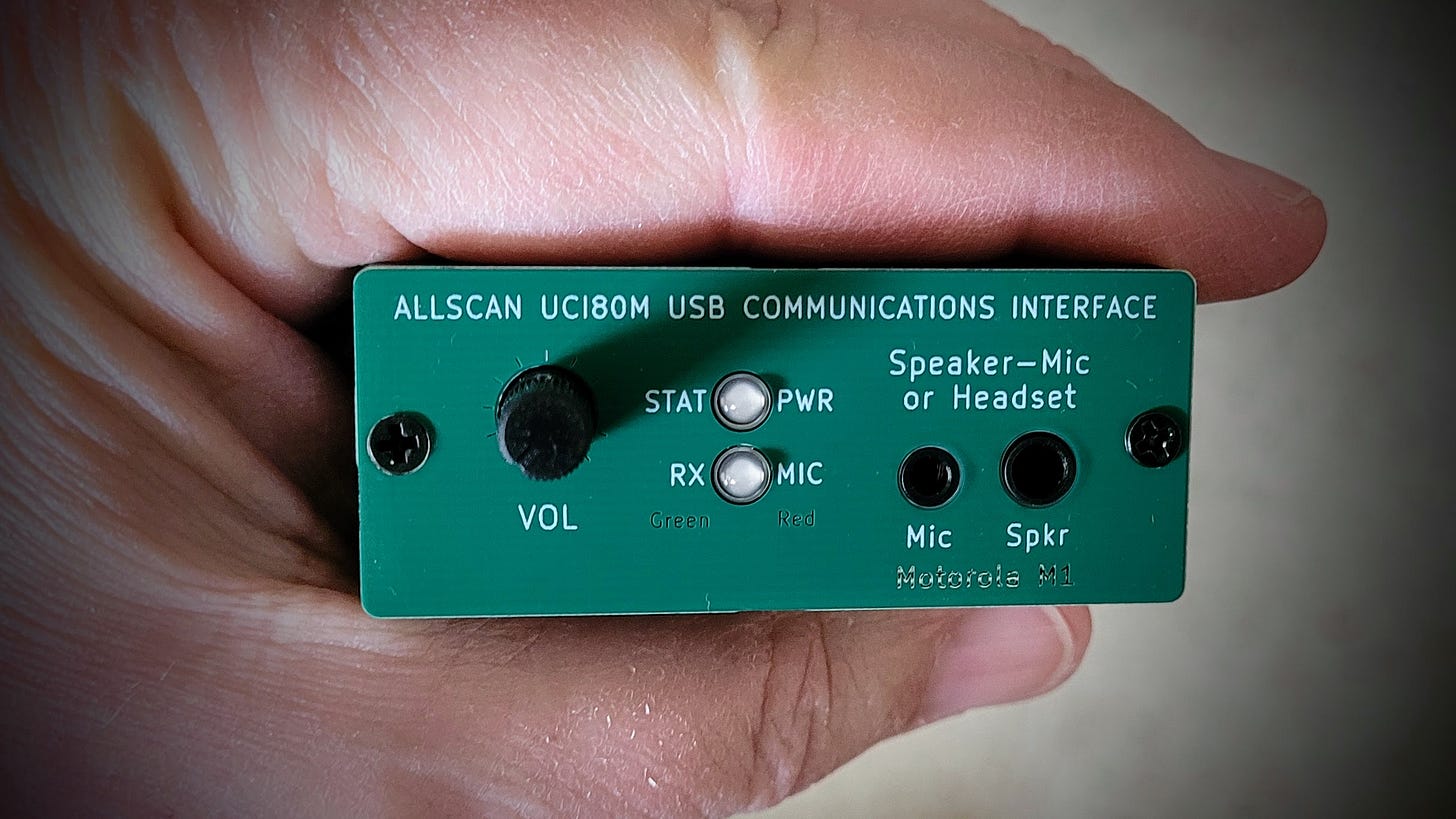 ALLSCAN UCI80M USB COMMUNICATIONS INTERFACE
Speaker-Mic
or Headset
STAT PWR
RX MIC
Green Red
VOL
Mic Spkr
Motorola M1